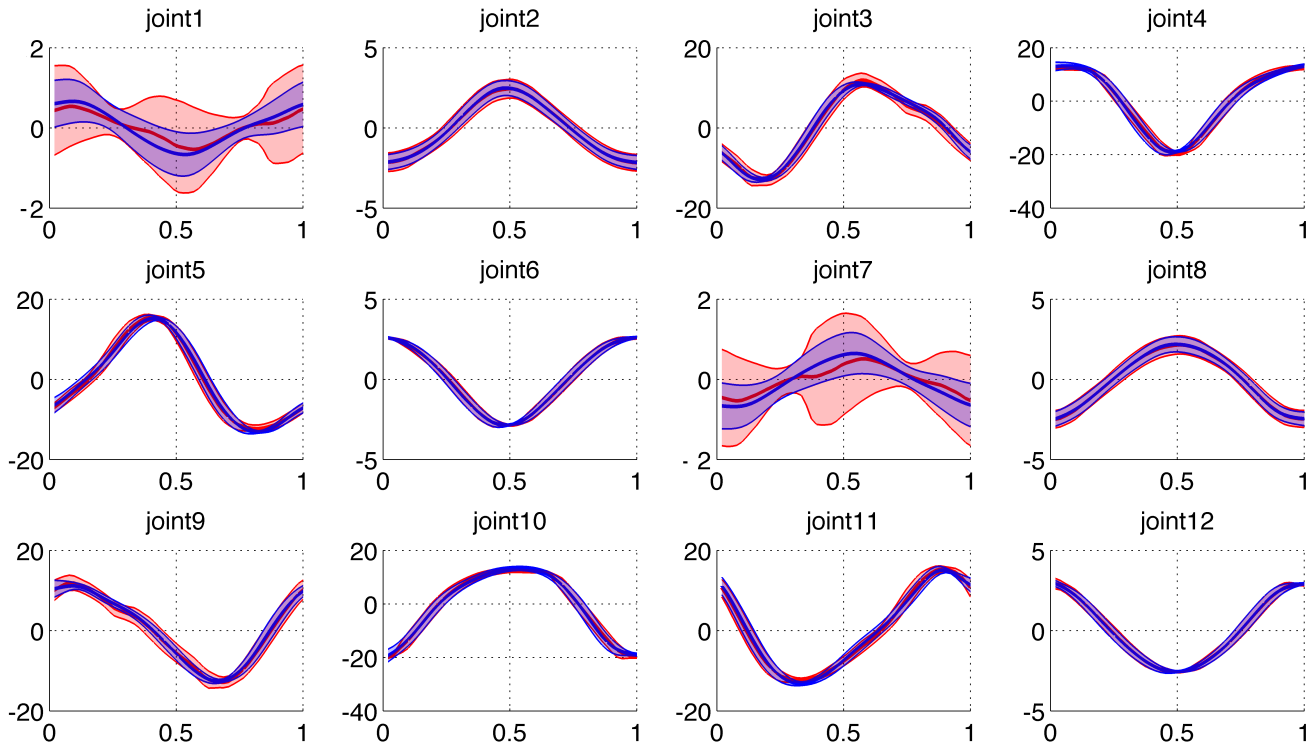 joint1 joint2 joint3 joint4
2 5 20 20
0 0 0 0
-20
-2 -5 -20 -40
0 0.5 1 0 0.5 1 0 0.5 1 0 0.5 1
joint5 joint6 joint7 joint8
20 5 2 5
0 0 0 0
-20 -5 - 2 -5
0 0.5 1 0 0.5 1 0 0.5 1 0 0.5 1
joint9 joint10 joint11 joint12
20 20 20 5
0 0 0 0
-20
-20 -40 -20 -5
0 0.5 1 0 0.5 1 0 0.5 1 0 0.5 1